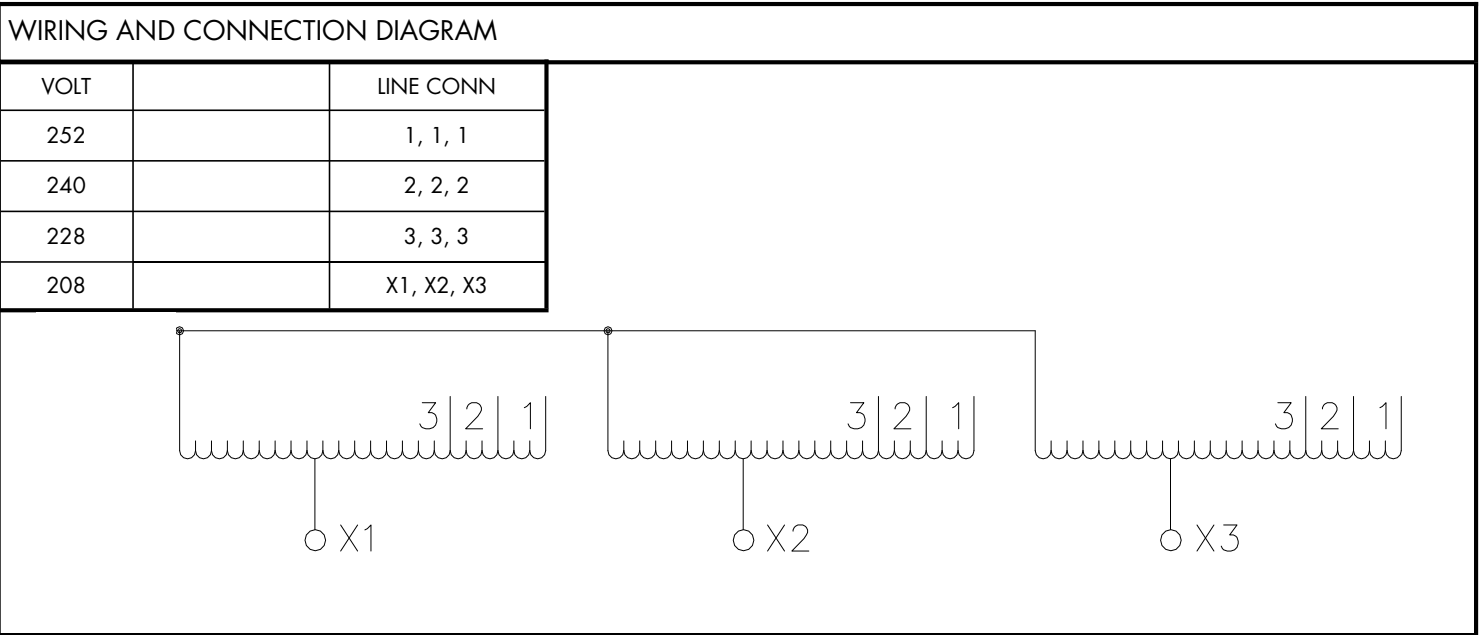 WIRING AND CONNECTION DIAGRAM
VOLT LINE CONN
252 1, 1, 1
240 2, 2, 2
228 3, 3, 3
208 X1, X2, X3
3 2 1 3 2 1 3 2 1
X1 X2 X3